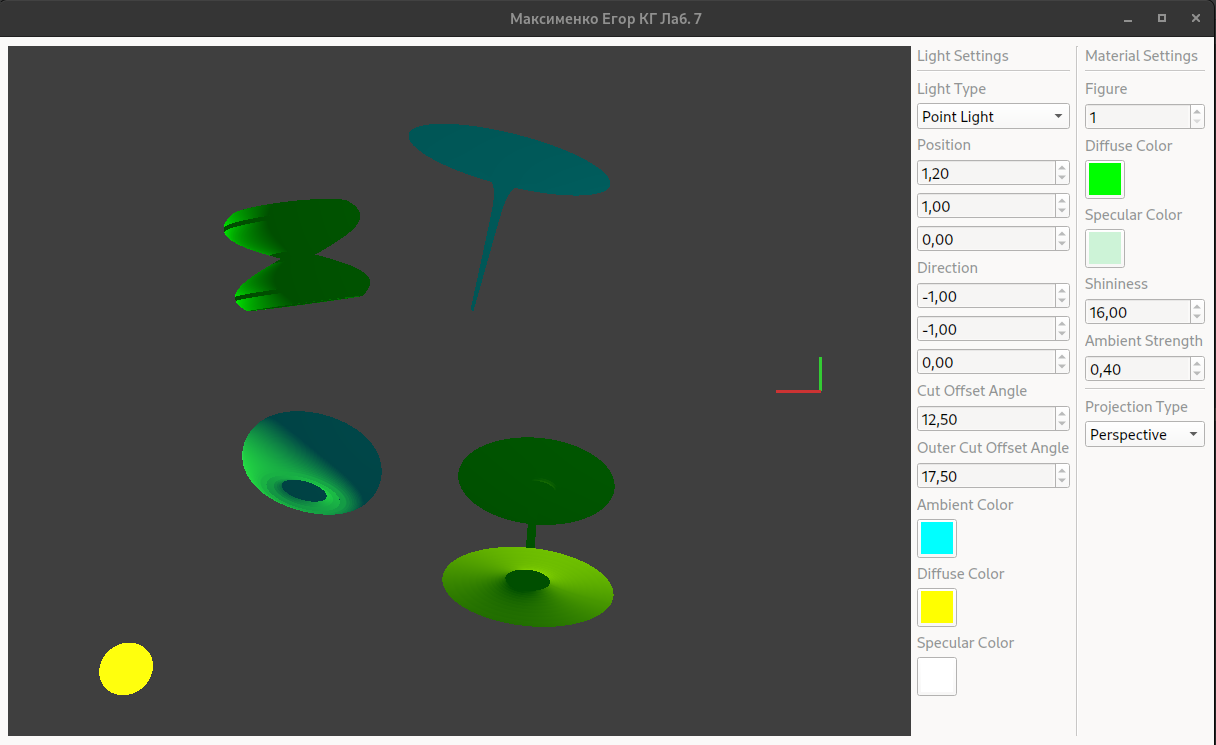 Максименко Егор КГ Лаб. 7
Light Settings
Light Type
Point Light
Position
1,20
1,00
0,00
Direction
-1,00
-1,00
0,00
Cut Offset Angle
12,50
Outer Cut Offset Angle
17,50
Ambient Color
Diffuse Color
Specular Color
Material Settings
Figure
1
Diffuse Color
Specular Color
Shininess
16,00
Ambient Strength
0,40
Projection Type
Perspective